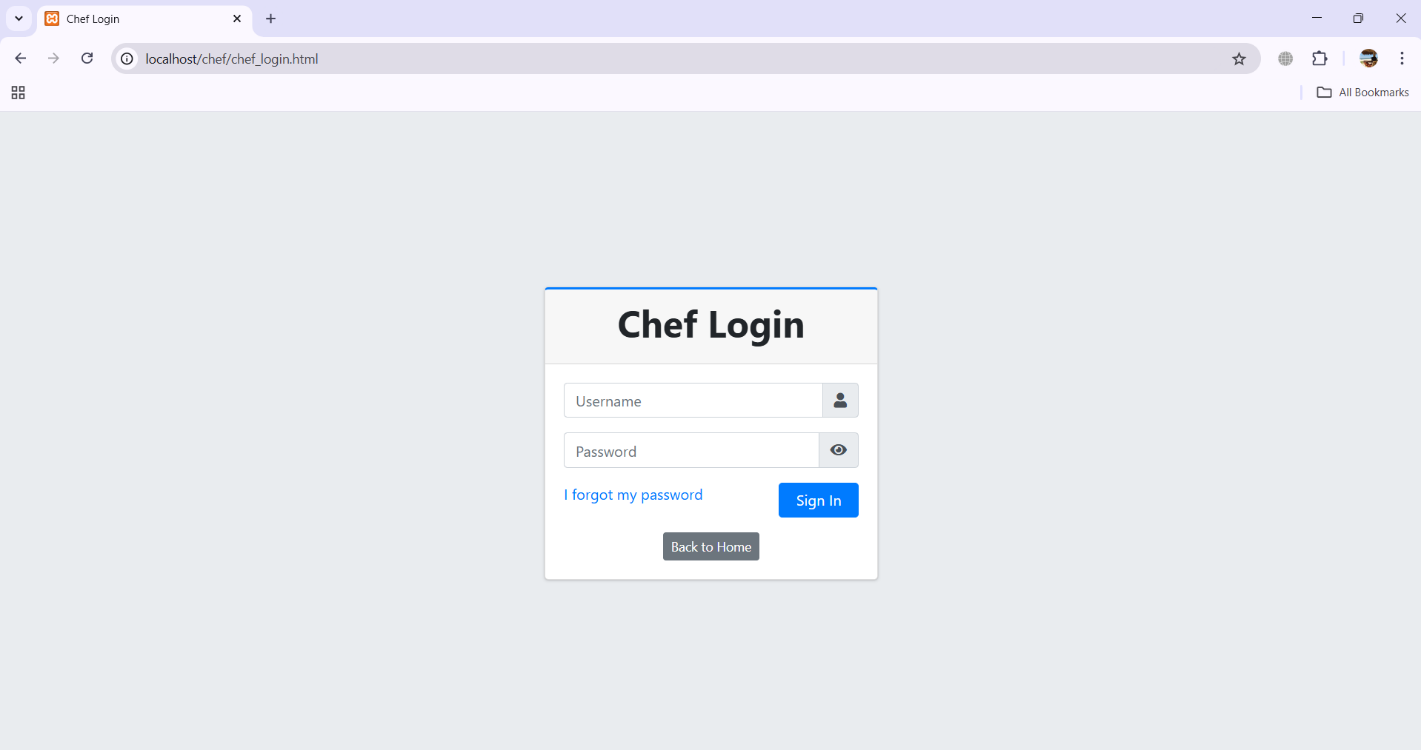 Chef Login
localhost/chef/chef_login.html
All Bookmarks
Chef Login
Username
Password
I forgot my password
Sign In
Back to Home